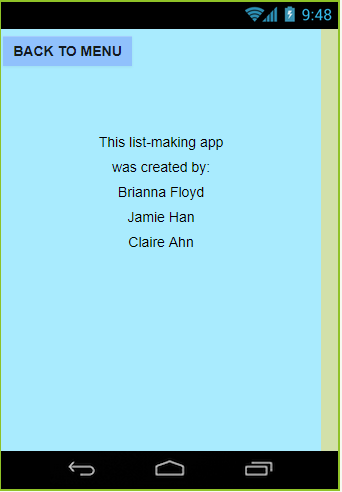 9:48
BACK TO MENU
This list-making app
was created by:
Brianna Floyd
Jamie Han
Claire Ahn